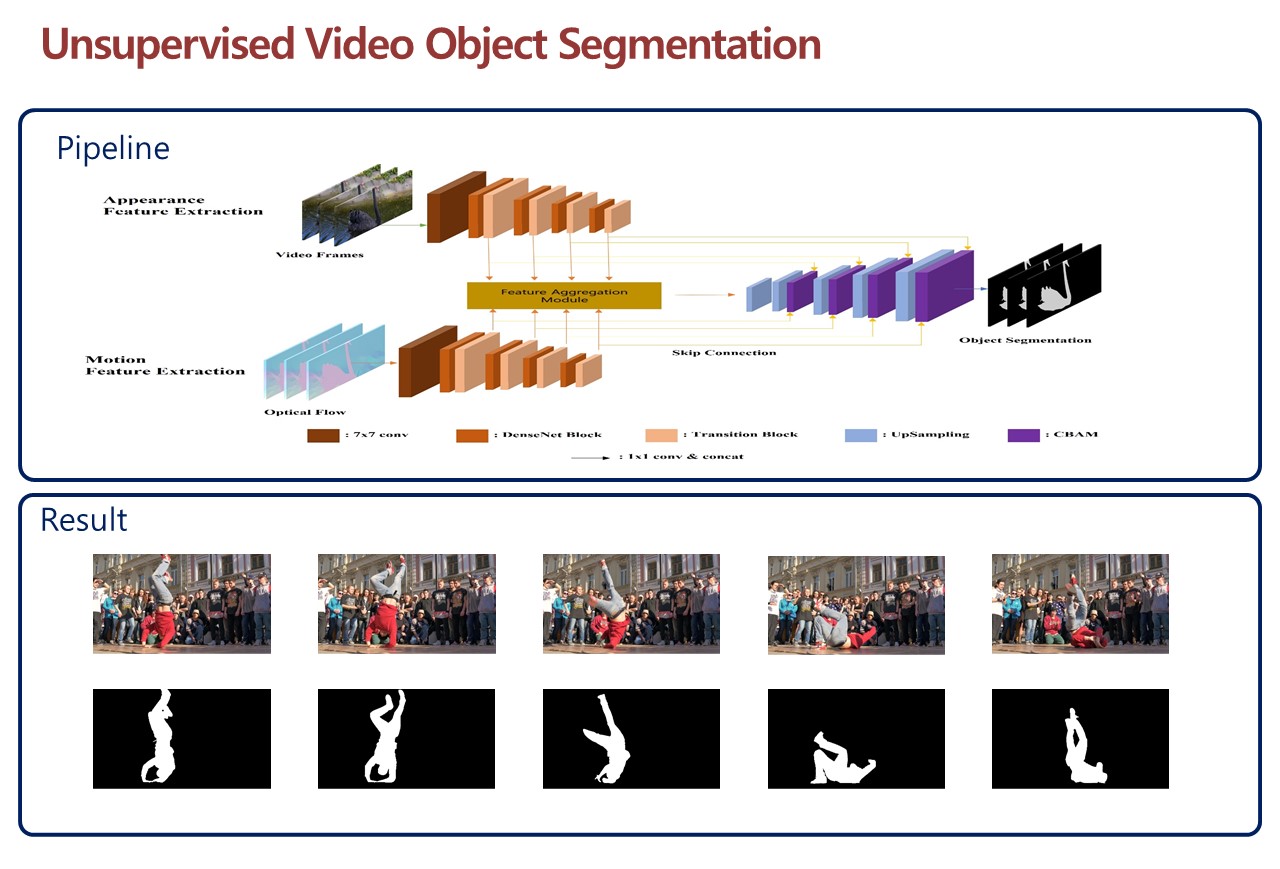 Unsupervised Video Object Segmentation
Pipeline
Appearance
Feature Extraction
Video Frames
Feature Aggregation
Module
Motion
Feature Extraction
Optical Flow
Skip Connection
Object Segmentation
: 7x7 conv
: DenseNet Block
: Transition Block
: UpSampling
: CBAM
: 1x1 conv & concat
Result